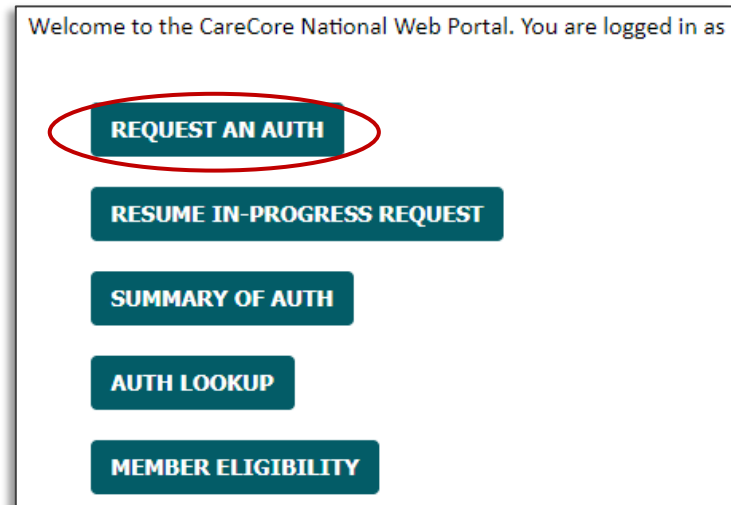 Welcome to the CareCore National Web Portal. You are logged in as
REQUEST AN AUTH
RESUME IN-PROGRESS REQUEST
SUMMARY OF AUTH
AUTH LOOKUP
MEMBER ELIGIBILITY